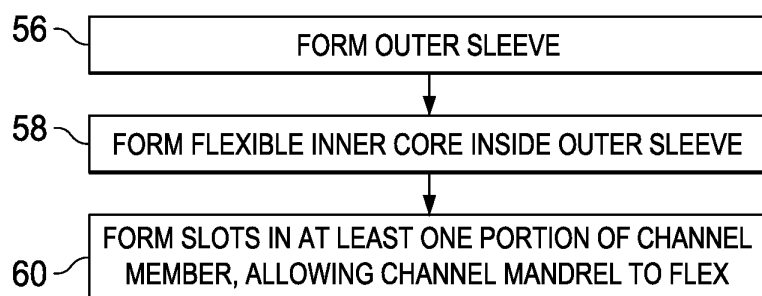 56
FORM OUTER SLEEVE
58
FORM FLEXIBLE INNER CORE INSIDE OUTER SLEEVE
FORM SLOTS IN AT LEAST ONE PORTION OF CHANNEL
60
MEMBER, ALLOWING CHANNEL MANDREL TO FLEX